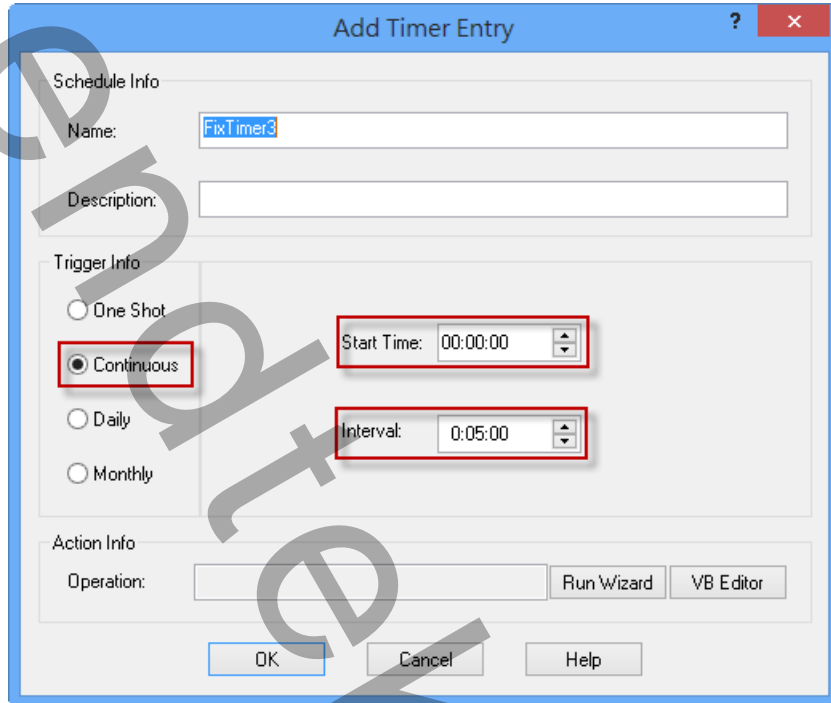 Add Timer Entry ? ×
Schedule Info
Name: FixTimer3
Description:
Trigger Info
One Shot
Continuous
Daily
Monthly
Start Time: 00:00:00
Interval: 0:05:00
Action Info
Operation: Run Wizard VB Editor
OK Cancel Help
endtek